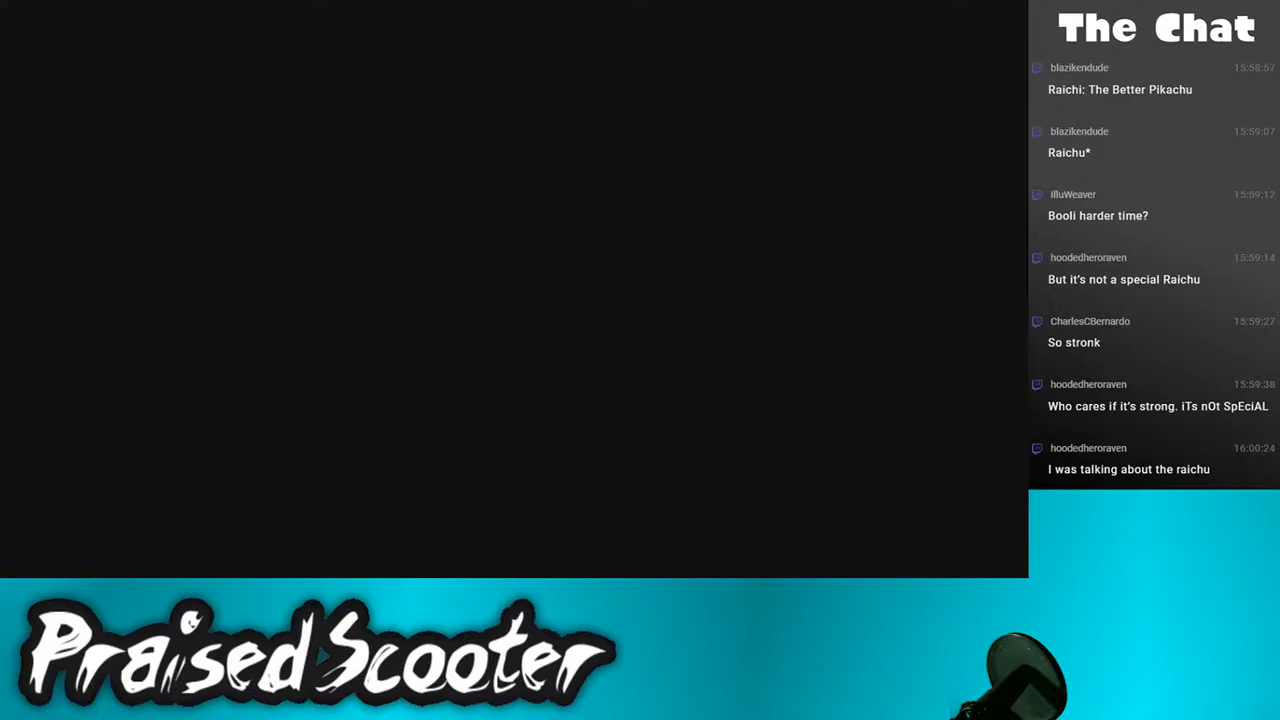 The Chat
blazikendude 15:58:57
Raichi: The Better Pikachu
blazikendude 15:59:07
Raichu*
IlluWeaver 15:59:12
Booli harder time?
hoodedheroraven 15:59:14
But it's not a special Raichu
CharlesCBernardo 15:59:27
So stronk
hoodedheroraven 15:59:38
Who cares if it's strong. iTs nOt SpEciAL
hoodedheroraven 16:00:24
I was talking about the raichu
PraisedScooter